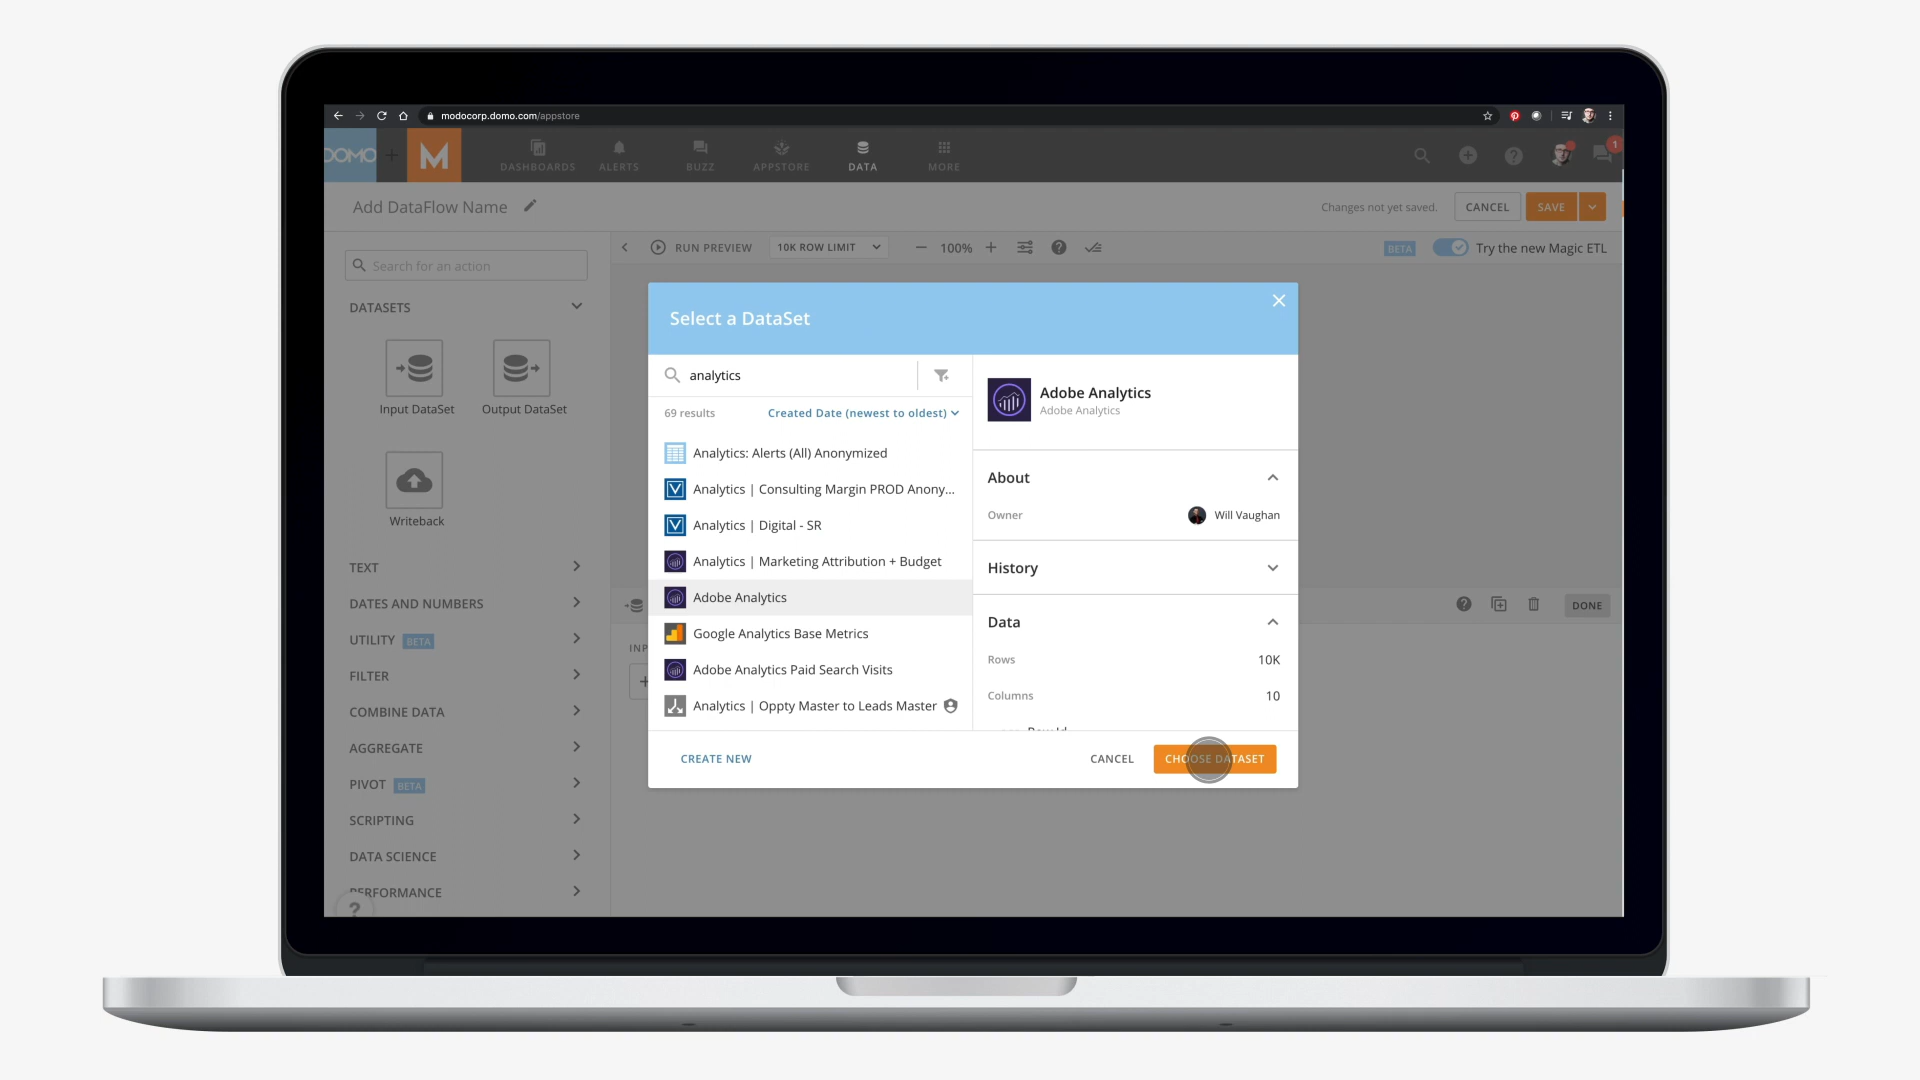 modocorp.domo.com/appstore
DOMO
M
DASHBOARDS
ALERTS
BUZZ
APPSTORE
DATA
MORE
1
Add DataFlow Name
Changes not yet saved.
CANCEL
SAVE
Search for an action
RUN PREVIEW
10K ROW LIMIT
100%
BETA
Try the new Magic ETL
DATASETS
Input DataSet
Output DataSet
Writeback
TEXT
DATES AND NUMBERS
UTILITY BETA
FILTER
COMBINE DATA
AGGREGATE
PIVOT BETA
SCRIPTING
DATA SCIENCE
PERFORMANCE
Select a DataSet
analytics
69 results
Created Date (newest to oldest)
Analytics: Alerts (All) Anonymized
Analytics | Consulting Margin PROD Anony...
Analytics | Digital - SR
Analytics | Marketing Attribution + Budget
Adobe Analytics
Google Analytics Base Metrics
Adobe Analytics Paid Search Visits
Analytics | Oppty Master to Leads Master
Adobe Analytics
Adobe Analytics
About
Owner
Will Vaughan
History
Data
Rows
10K
Columns
10
CREATE NEW
CANCEL
CHOOSE DATASET
DONE